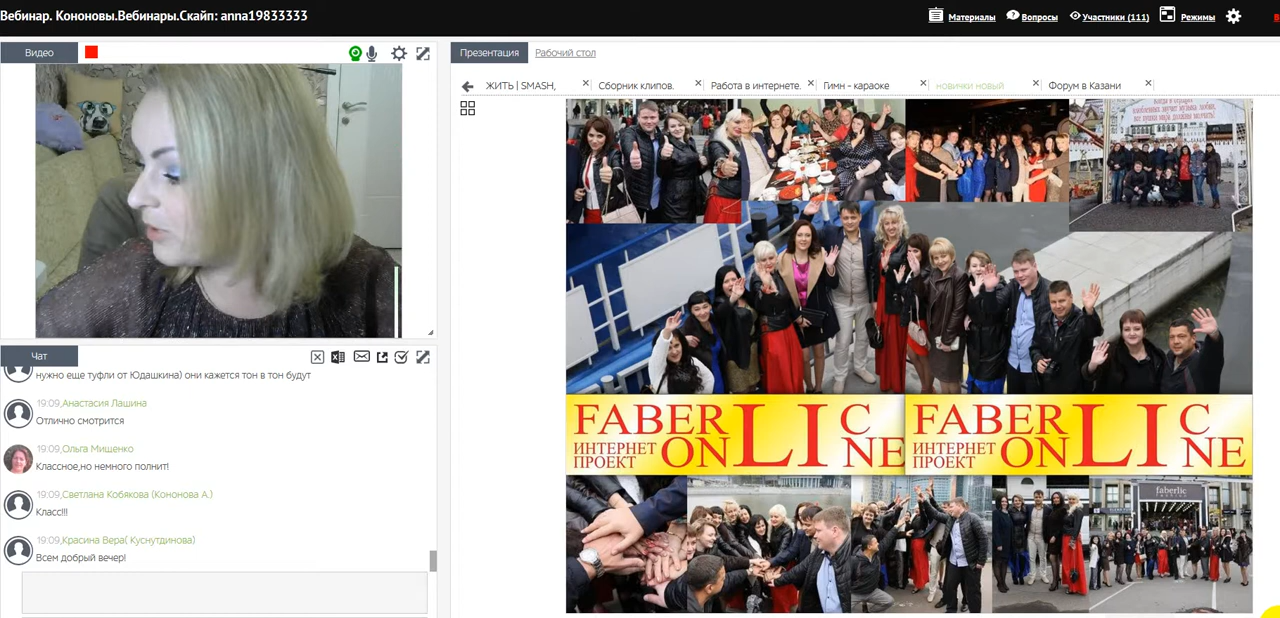 Вебинар. Кононовы.Вебинары.Скайп: anna19833333
Материалы
Вопросы
Участники (111)
Режимы
Видео
Презентация
Рабочий стол
ЖИТЬ | SMASH,
Сборник клипов.
Работа в интернете.
Гимн - караоке
новички новый
Форум в Казани
Чат
нужно еще туфли от Юдашкина) они кажется тон в тон будут
19:09,Анастасия Лашина
Отлично смотрится
19:09,Ольга Мищенко
Классное,но немного полнит!
19:09,Светлана Кобякова (Кононова А.)
Класс!!!
19:09,Красина Вера( Куснутдинова)
Всем добрый вечер!
FABERLIC
ИНТЕРНЕТ
ПРОЕКТ
ONLINE
FABERLIC
ИНТЕРНЕТ
ПРОЕКТ
ONLINE
faberlic